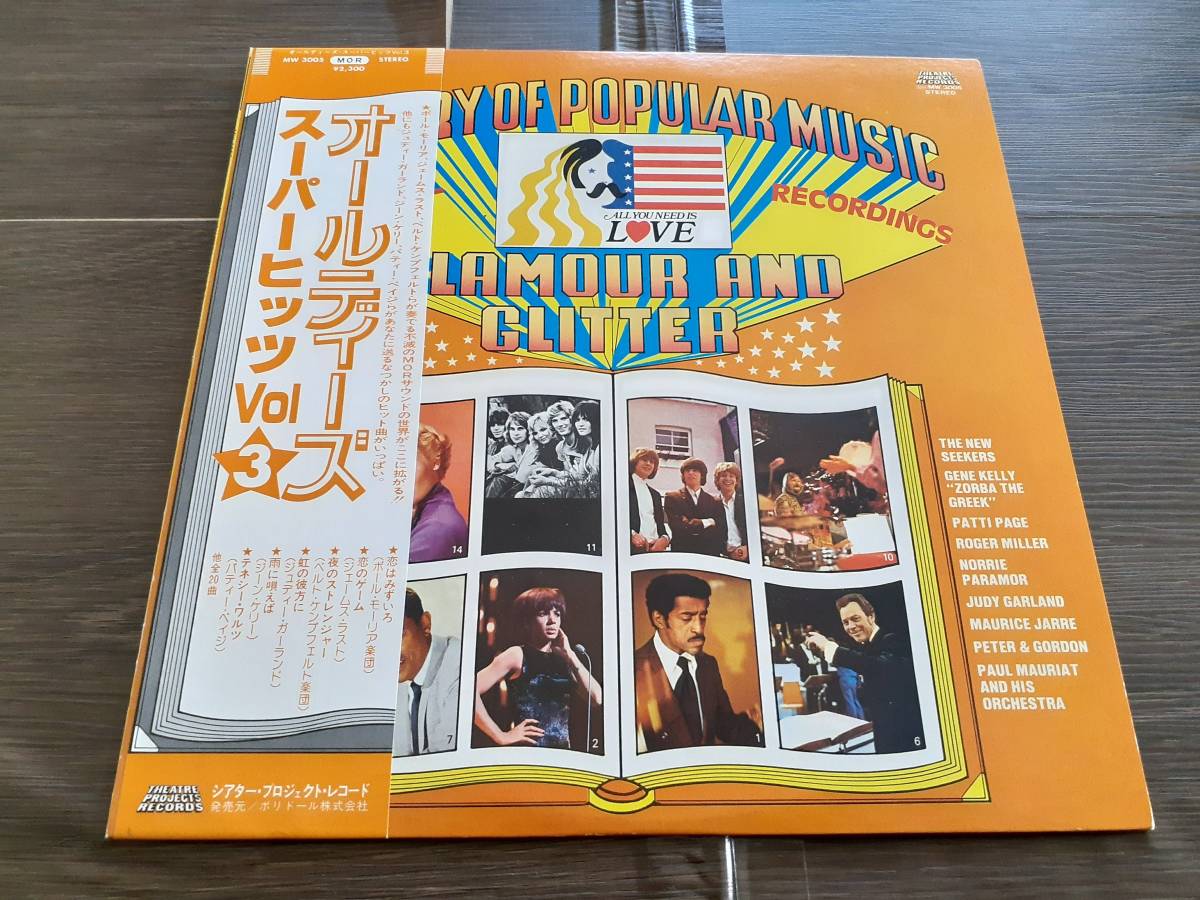 オールディーズ・スーパーヒッツVol.3
MW 3005 MOR STEREO
¥2,300
★ポール・モーリア、ジェームス・ラスト、ベルト・ケンプフェルトらが奏でる不滅のMORサウンドの世界がここに拡がる!!
他にもジュディー・ガーランド、ジーン・ケリー、パティー・ペイジらがあなたに送るなつかしのヒット曲がいっぱい。
オールディーズ
スーパーヒッツ Vol
3
★恋はみずいろ
(ポール・モーリア楽団)
★恋のゲーム
(ジェームス・ラスト)
★夜のストレンジャー
(ベルト・ケンプフェルト楽団)
★虹の彼方に
(ジュディー・ガーランド)
★雨に唄えば
(ジーン・ケリー)
★テネシー・ワルツ
(パティー・ペイジ)
他全20曲
THEATRE
PROJECTS
RECORDS
シアター・プロジェクト・レコード
発売元/ポリドール株式会社
RY OF POPULAR MUSIC
THEATRE
PROJECTS
RECORDS
MW 3005
STEREO
ALL YOU NEED IS
LOVE
RECORDINGS
LAMOUR AND
GLITTER
14
11
9
10
7
2
1
6
THE NEW
SEEKERS
GENE KELLY
"ZORBA THE
GREEK"
PATTI PAGE
ROGER MILLER
NORRIE
PARAMOR
JUDY GARLAND
MAURICE JARRE
PETER & GORDON
PAUL MAURIAT
AND HIS
ORCHESTRA